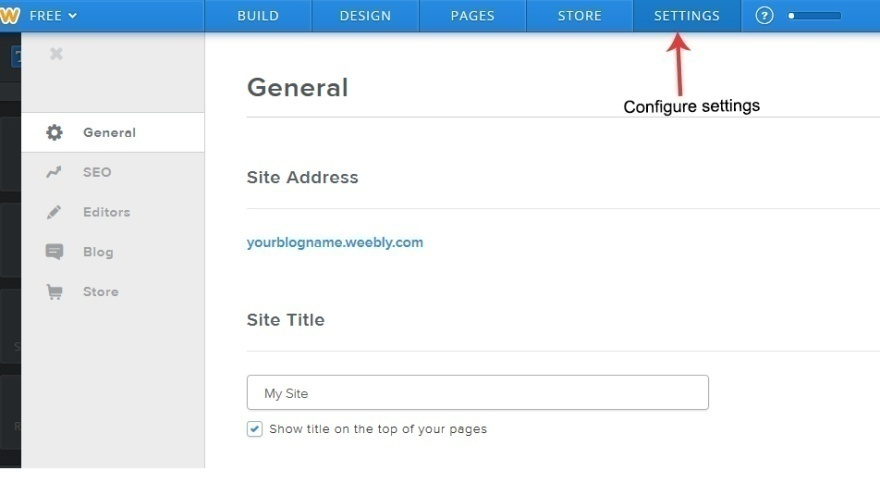 W FREE BUILD DESIGN PAGES STORE SETTINGS ?
Configure settings
General
General
SEO
Editors
Blog
Store
Site Address
yourblogname.weebly.com
Site Title
My Site
Show title on the top of your pages